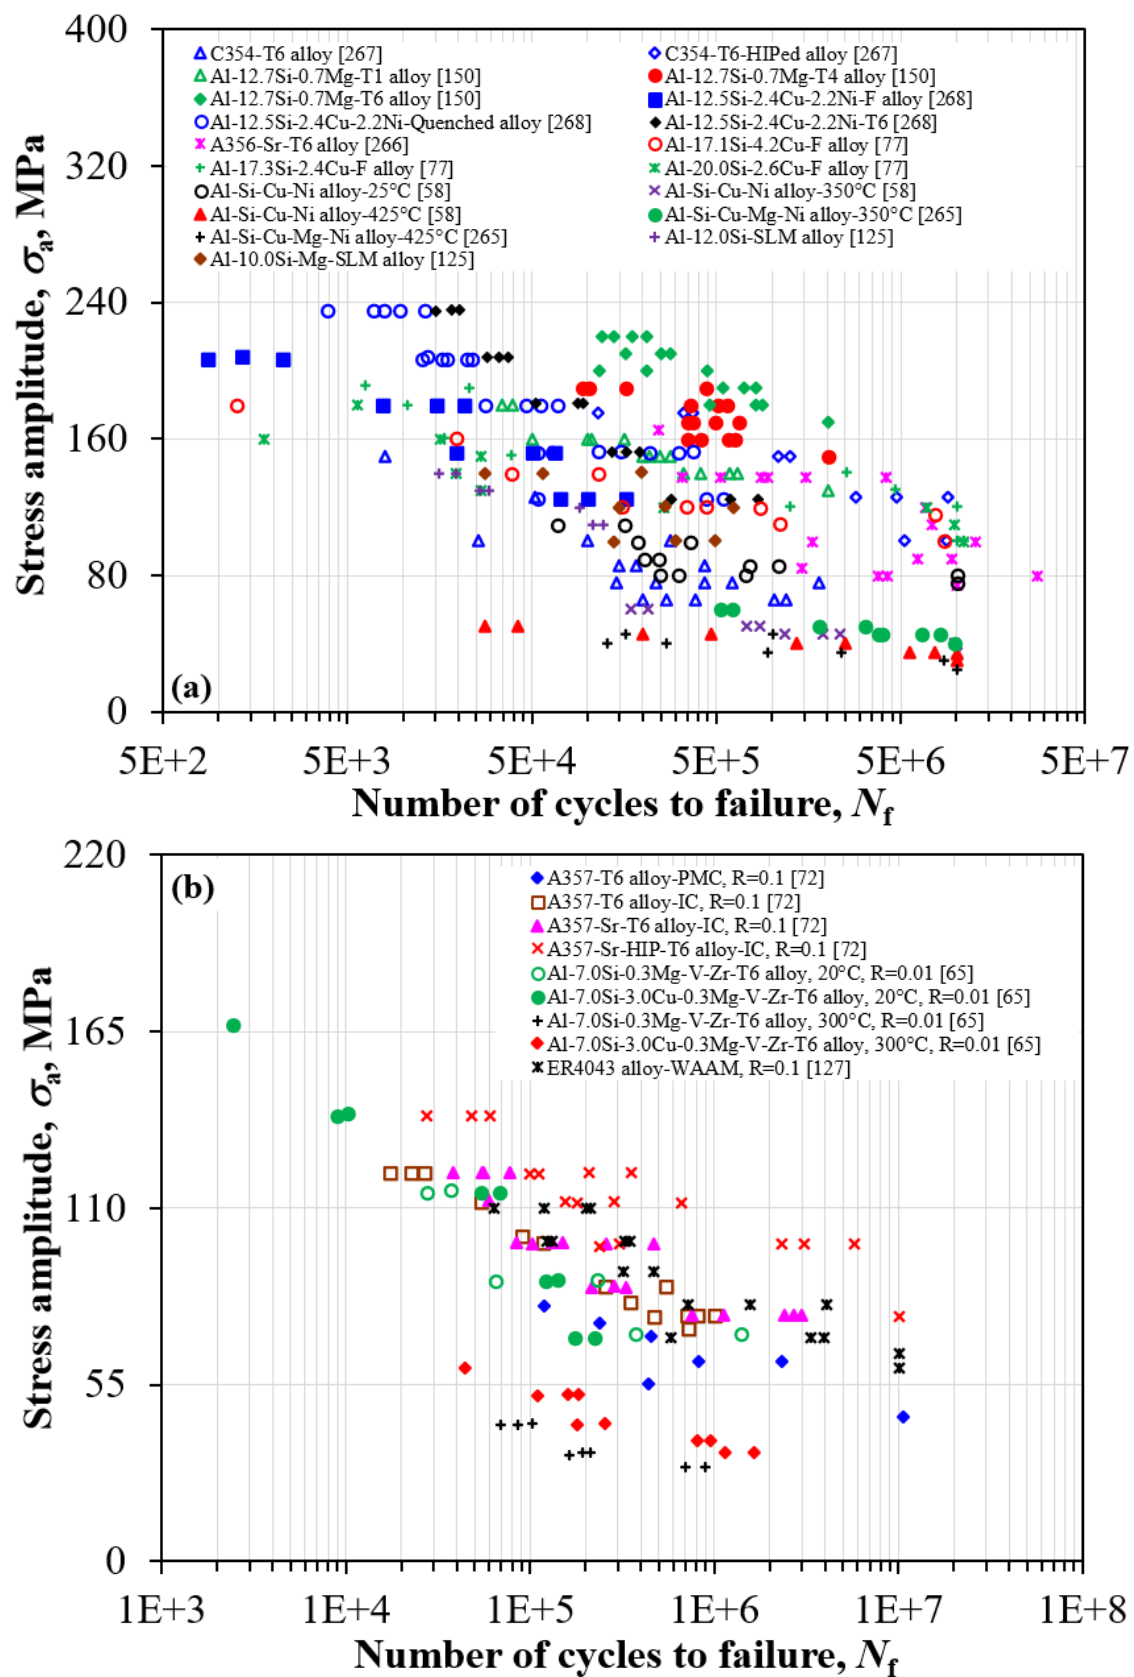 400
320
240
160
80
0
Stress amplitude, σa, MPa
C354-T6 alloy [267]
C354-T6-HIPed alloy [267]
Al-12.7Si-0.7Mg-T1 alloy [150]
Al-12.7Si-0.7Mg-T4 alloy [150]
Al-12.7Si-0.7Mg-T6 alloy [150]
Al-12.5Si-2.4Cu-2.2Ni-F alloy [268]
Al-12.5Si-2.4Cu-2.2Ni-Quenched alloy [268]
Al-12.5Si-2.4Cu-2.2Ni-T6 [268]
A356-Sr-T6 alloy [266]
Al-17.1Si-4.2Cu-F alloy [77]
Al-17.3Si-2.4Cu-F alloy [77]
Al-20.0Si-2.6Cu-F alloy [77]
Al-Si-Cu-Ni alloy-25°C [58]
Al-Si-Cu-Ni alloy-350°C [58]
Al-Si-Cu-Ni alloy-425°C [58]
Al-Si-Cu-Mg-Ni alloy-350°C [265]
Al-Si-Cu-Mg-Ni alloy-425°C [265]
Al-12.0Si-SLM alloy [125]
Al-10.0Si-Mg-SLM alloy [125]
(a)
5E+2 5E+3 5E+4 5E+5 5E+6 5E+7
Number of cycles to failure, Nf
220
165
110
55
0
Stress amplitude, σa, MPa
(b)
A357-T6 alloy-PMC, R=0.1 [72]
A357-T6 alloy-IC, R=0.1 [72]
A357-Sr-T6 alloy-IC, R=0.1 [72]
A357-Sr-HIP-T6 alloy-IC, R=0.1 [72]
Al-7.0Si-0.3Mg-V-Zr-T6 alloy, 20°C, R=0.01 [65]
Al-7.0Si-3.0Cu-0.3Mg-V-Zr-T6 alloy, 20°C, R=0.01 [65]
Al-7.0Si-0.3Mg-V-Zr-T6 alloy, 300°C, R=0.01 [65]
Al-7.0Si-3.0Cu-0.3Mg-V-Zr-T6 alloy, 300°C, R=0.01 [65]
ER4043 alloy-WAAM, R=0.1 [127]
1E+3 1E+4 1E+5 1E+6 1E+7 1E+8
Number of cycles to failure, Nf